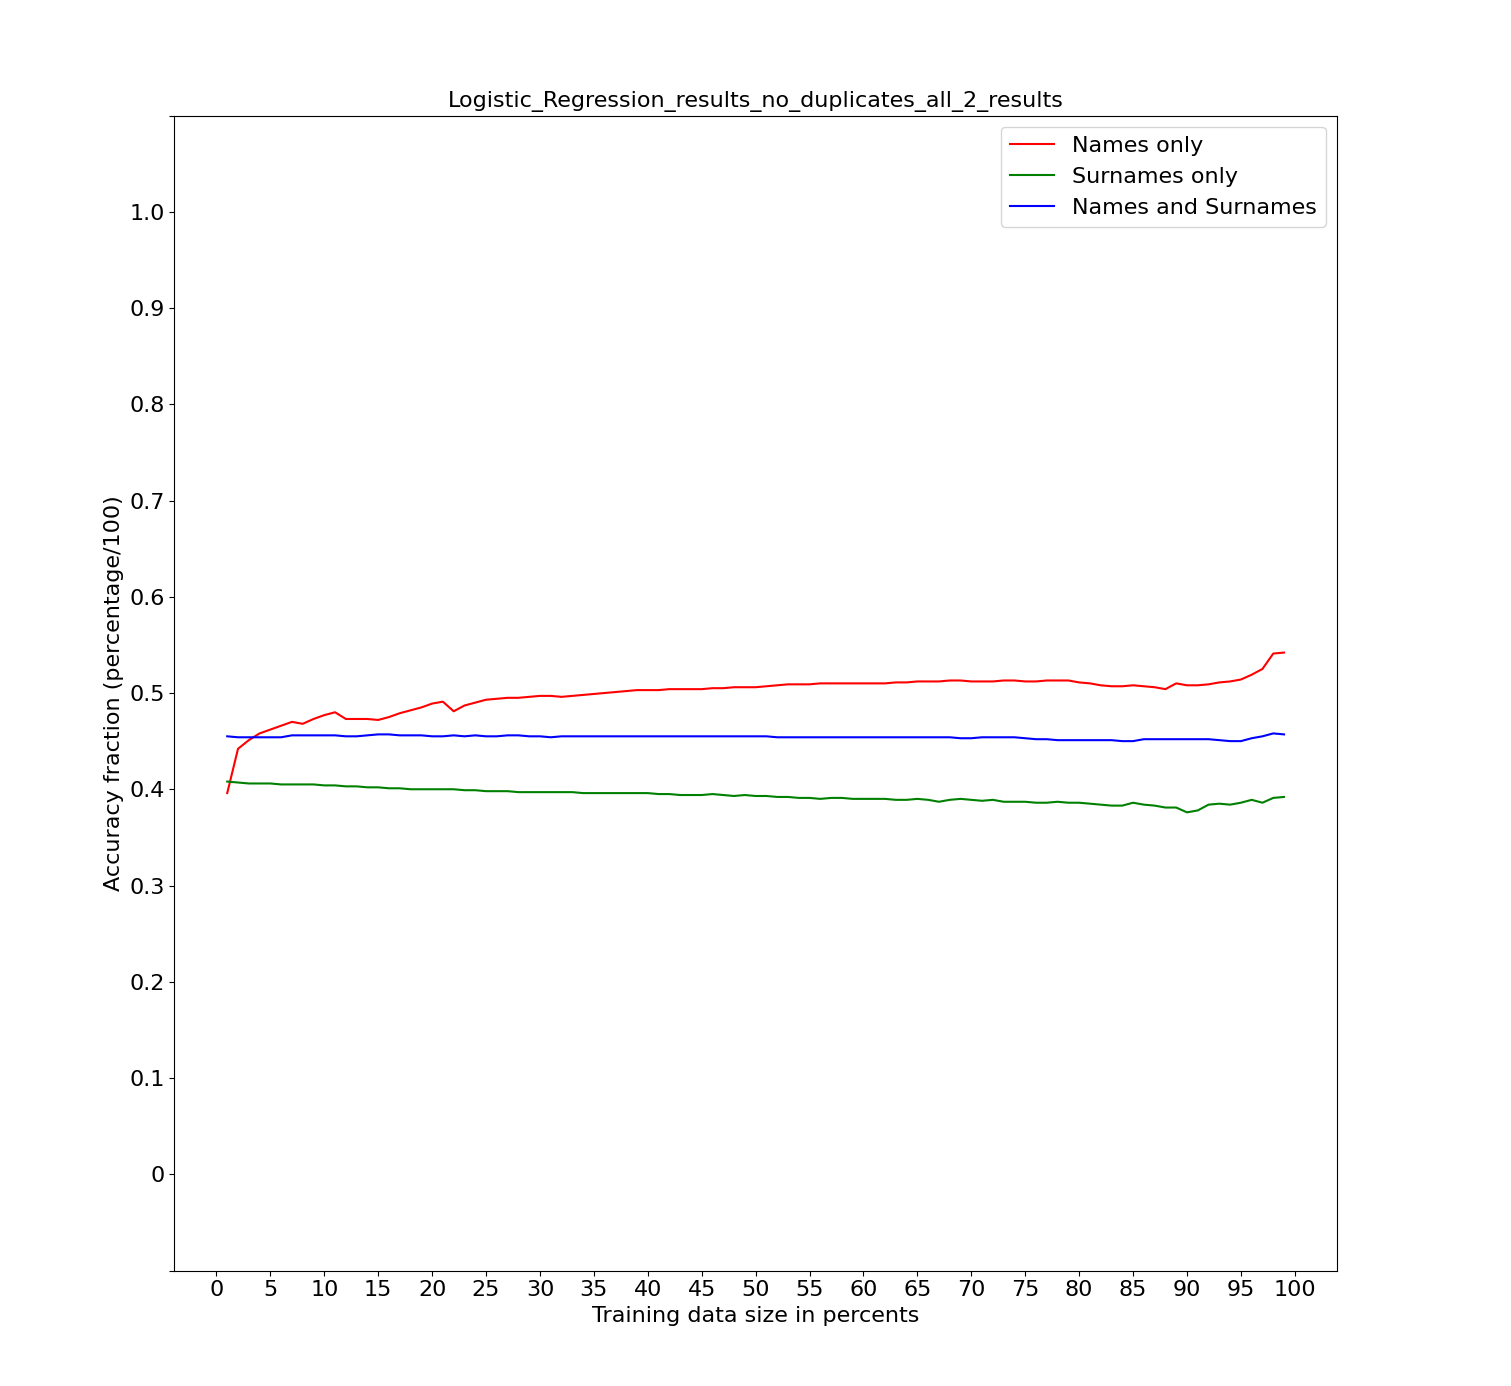 Logistic_Regression_results_no_duplicates_all_2_results
Names only
Surnames only
Names and Surnames
1.0
0.9
0.8
0.7
0.6
0.5
0.4
0.3
0.2
0.1
0
Accuracy fraction (percentage/100)
0 5 10 15 20 25 30 35 40 45 50 55 60 65 70 75 80 85 90 95 100
Training data size in percents